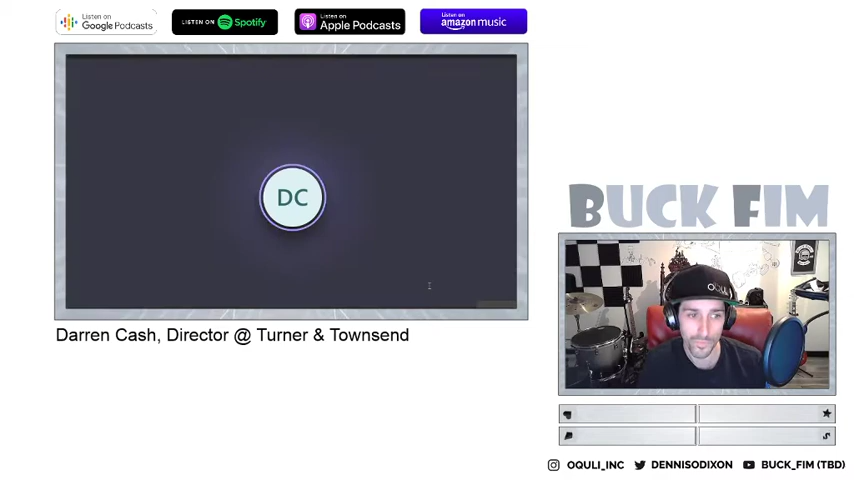 Listen on
Google Podcasts
LISTEN ON Spotify
Listen on
Apple Podcasts
Listen on
amazon music
DC
BUCK FIM
OQULI
Darren Cash, Director @ Turner & Townsend
OQULI_INC DENNISODIXON BUCK_FIM (TBD)